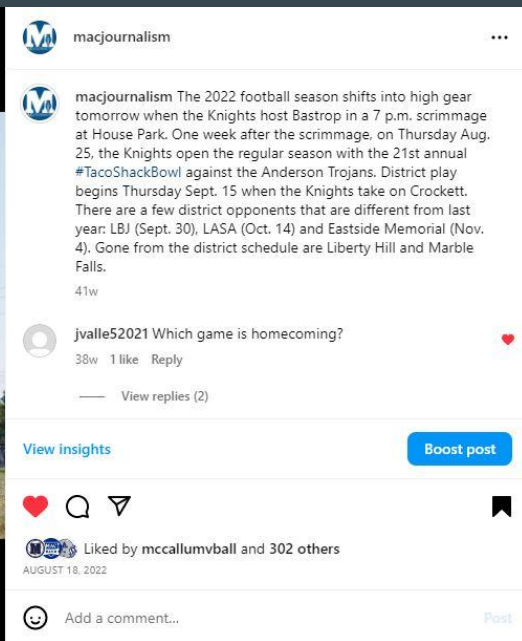 macjournalism
macjournalism The 2022 football season shifts into high gear
tomorrow when the Knights host Bastrop in a 7 p.m. scrimmage
at House Park. One week after the scrimmage, on Thursday Aug.
25, the Knights open the regular season with the 21st annual
#TacoShackBowl against the Anderson Trojans. District play
begins Thursday Sept. 15 when the Knights take on Crockett.
There are a few district opponents that are different from last
year: LBJ (Sept. 30), LASA (Oct. 14) and Eastside Memorial (Nov.
4). Gone from the district schedule are Liberty Hill and Marble
Falls.
41w
jvalle52021 Which game is homecoming?
38w 1 like Reply
View replies (2)
View insights Boost post
Liked by mccallumvball and 302 others
AUGUST 18, 2022
Add a comment... Post